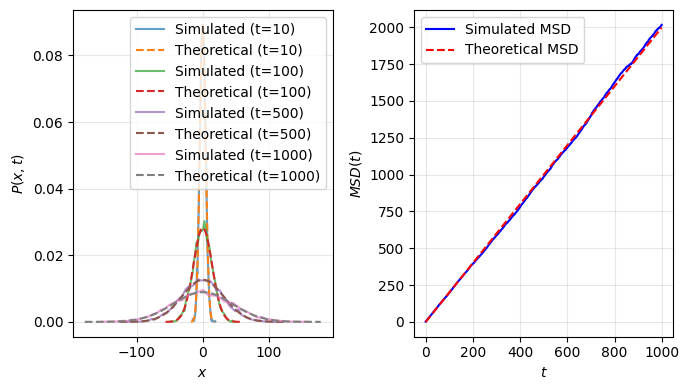 Simulated (t=10)
Theoretical (t=10)
Simulated (t=100)
Theoretical (t=100)
Simulated (t=500)
Theoretical (t=500)
Simulated (t=1000)
Theoretical (t=1000)
0.08
0.06
0.04
0.02
0.00
P(x, t)
−100
0
100
x
Simulated MSD
Theoretical MSD
2000
1750
1500
1250
1000
750
500
250
0
MSD(t)
0
200
400
600
800
1000
t